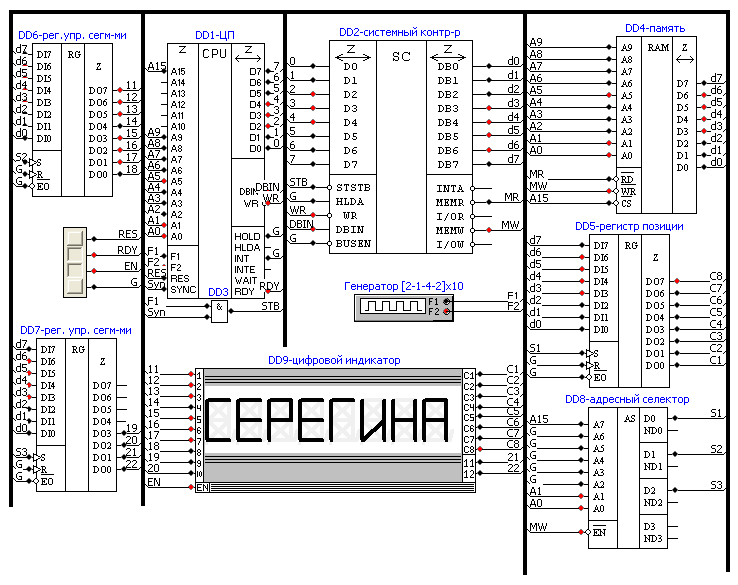 DD6-рег.упр. сегм-ми
d7 DI7 RG Z
d6 DI6
d5 DI5
d4 DI4 DO7 11
d3 DI3 DO6 12
d2 DI2 DO5 13
d1 DI1 DO4 14
d0 DI0 DO3 15
DO2 16
S2 S DO1 17
G R DO0 18
G EO
RES
RDY
EN
G
DD7-рег. упр. сегм-ми
d7 DI7 RG Z
d6 DI6
d5 DI5
d4 DI4 DO7
d3 DI3 DO6
d2 DI2 DO5
d1 DI1 DO4
d0 DI0 DO3 19
DO2 20
S3 S DO1 21
G R DO0 22
G EO
DD1-ЦП
Z CPU
A15 A15 D7 7
A14 D6 6
A13 D5 5
A12 D4 4
A11 D3 3
A10 D2 2
A9 A9 D1 1
A8 A8 D0 0
A7 A7
A6 A6
A5 A5
A4 A4 DBIN DBIN
A3 A3 WR WR
A2 A2
A1 A1
A0 A0 HOLD G
HLDA
F1 F1 INT G
F2 F2 INTE
RES RES WAIT
Syn SYNC RDY RDY
DD3
F1
Syn & STB
DD2-системный контр-р
Z SC Z
0 D0 DB0 d0
1 D1 DB1 d1
2 D2 DB2 d2
3 D3 DB3 d3
4 D4 DB4 d4
5 D5 DB5 d5
6 D6 DB6 d6
7 D7 DB7 d7
STB STSTB INTA
G HLDA MEMR MR
WR WR I/OR
DBIN DBIN MEMW MW
G BUSEN I/OW
Генератор [2-1-4-2]x10
F1 F1
F2 F2
DD9-цифровой индикатор
11 1 C1 C1
12 2 C2 C2
13 3 C3 C3
14 4 C4 C4
15 5 C5 C5
16 6 C6 C6
17 7 C7 C7
18 8 C8 C8
19 9 11 21
20 10 12 22
EN EN
СЕРЕГИНА
DD4-память
A9 A9 RAM Z
A8 A8
A7 A7
A6 A6 D7 d7
A5 A5 D6 d6
A4 A4 D5 d5
A3 A3 D4 d4
A2 A2 D3 d3
A1 A1 D2 d2
A0 A0 D1 d1
D0 d0
MR RD
MW WR
A15 CS
DD5-регистр позиции
d7 DI7 RG Z
d6 DI6
d5 DI5
d4 DI4 DO7 C8
d3 DI3 DO6 C7
d2 DI2 DO5 C6
d1 DI1 DO4 C5
d0 DI0 DO3 C4
DO2 C3
S1 S DO1 C2
G R DO0 C1
G EO
DD8-адресный селектор
A15 A7 AS D0 S1
G A6 ND0
G A5
G A4 D1 S2
G A3 ND1
G A2
A1 A1 D2 S3
A0 A0 ND2
MW EN D3
ND3